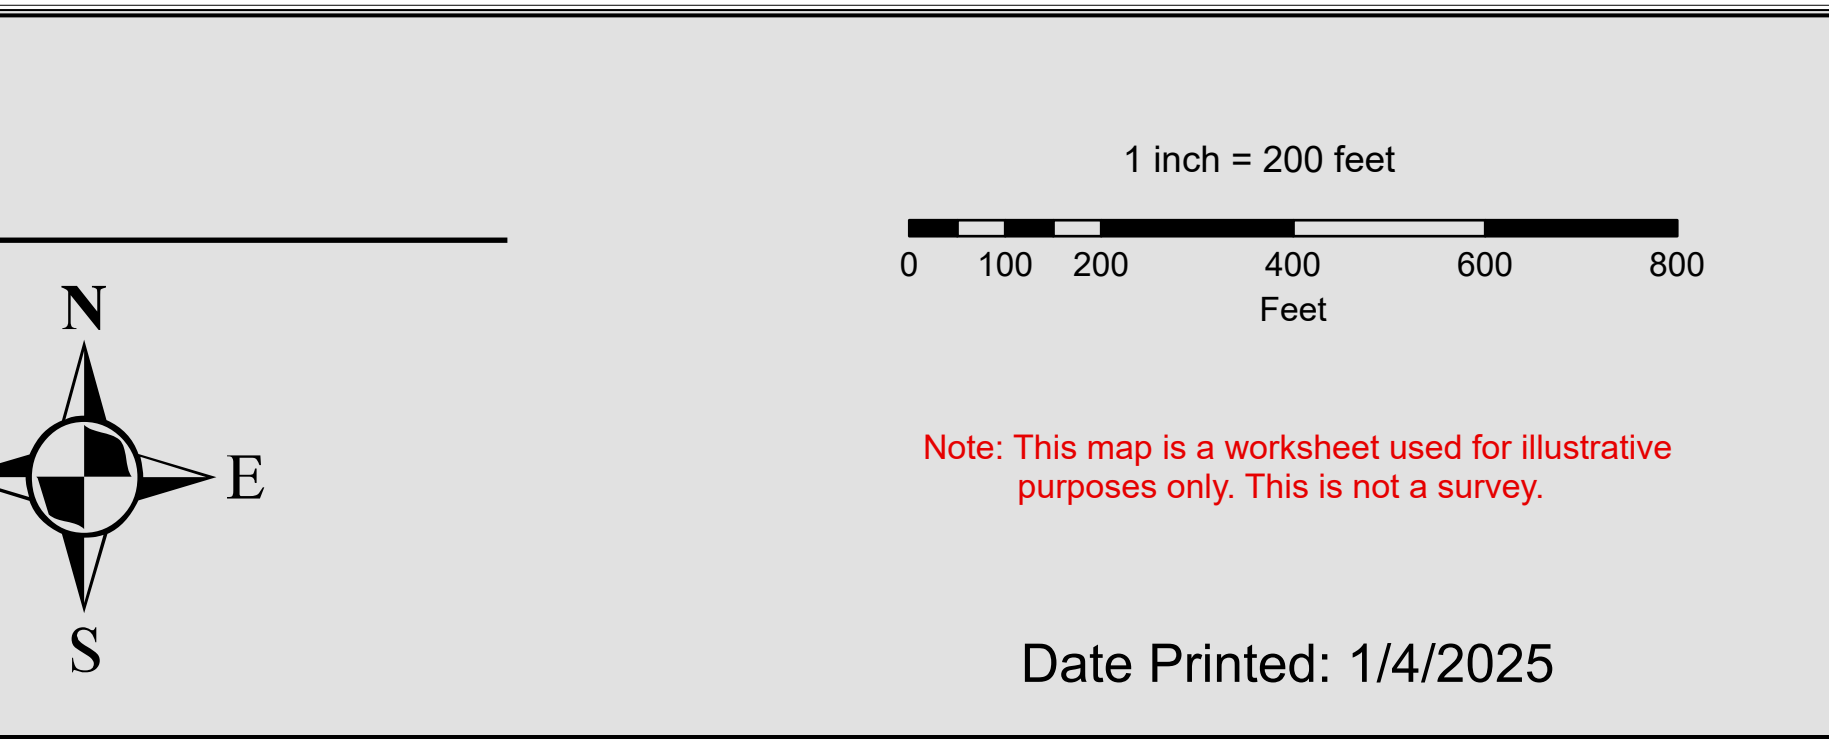 1 inch = 200 feet
0 100 200 400 600 800
Feet
N
E
S
Note: This map is a worksheet used for illustrative
purposes only. This is not a survey.
Date Printed: 1/4/2025